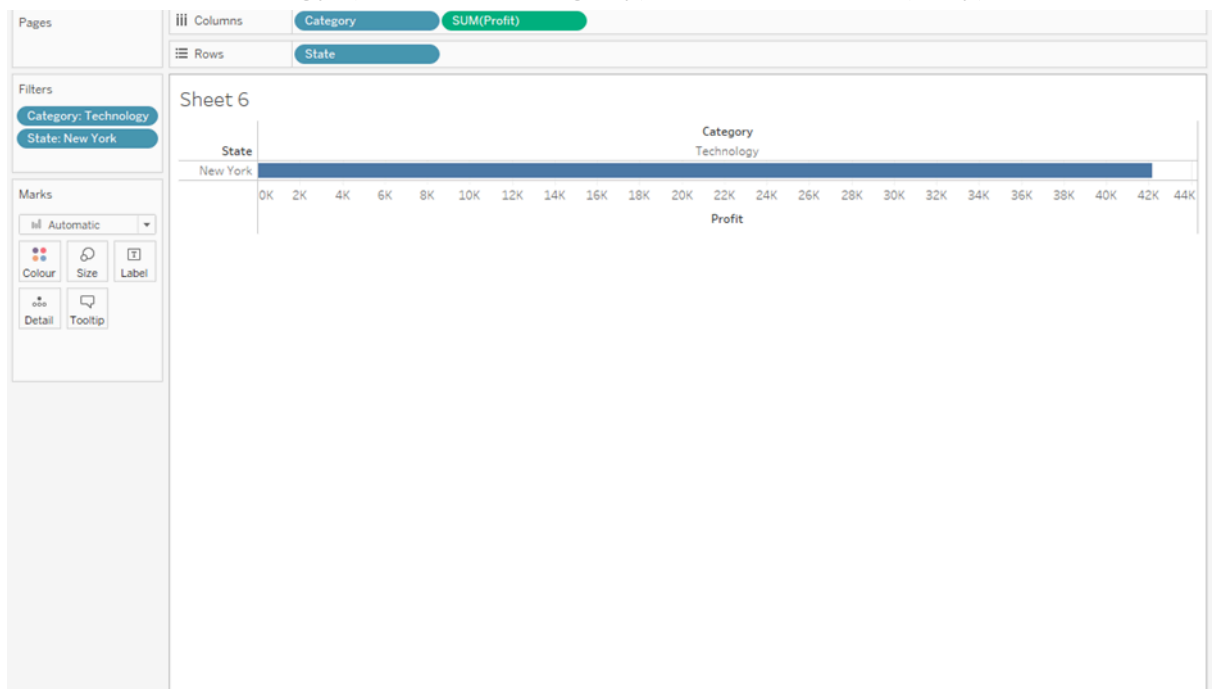 Pages
Columns Category SUM(Profit)
Rows State
Filters
Category: Technology
State: New York
Marks
Automatic
Colour Size Label
Detail Tooltip
Sheet 6
Category
State Technology
New York
0K 2K 4K 6K 8K 10K 12K 14K 16K 18K 20K 22K 24K 26K 28K 30K 32K 34K 36K 38K 40K 42K 44K
Profit